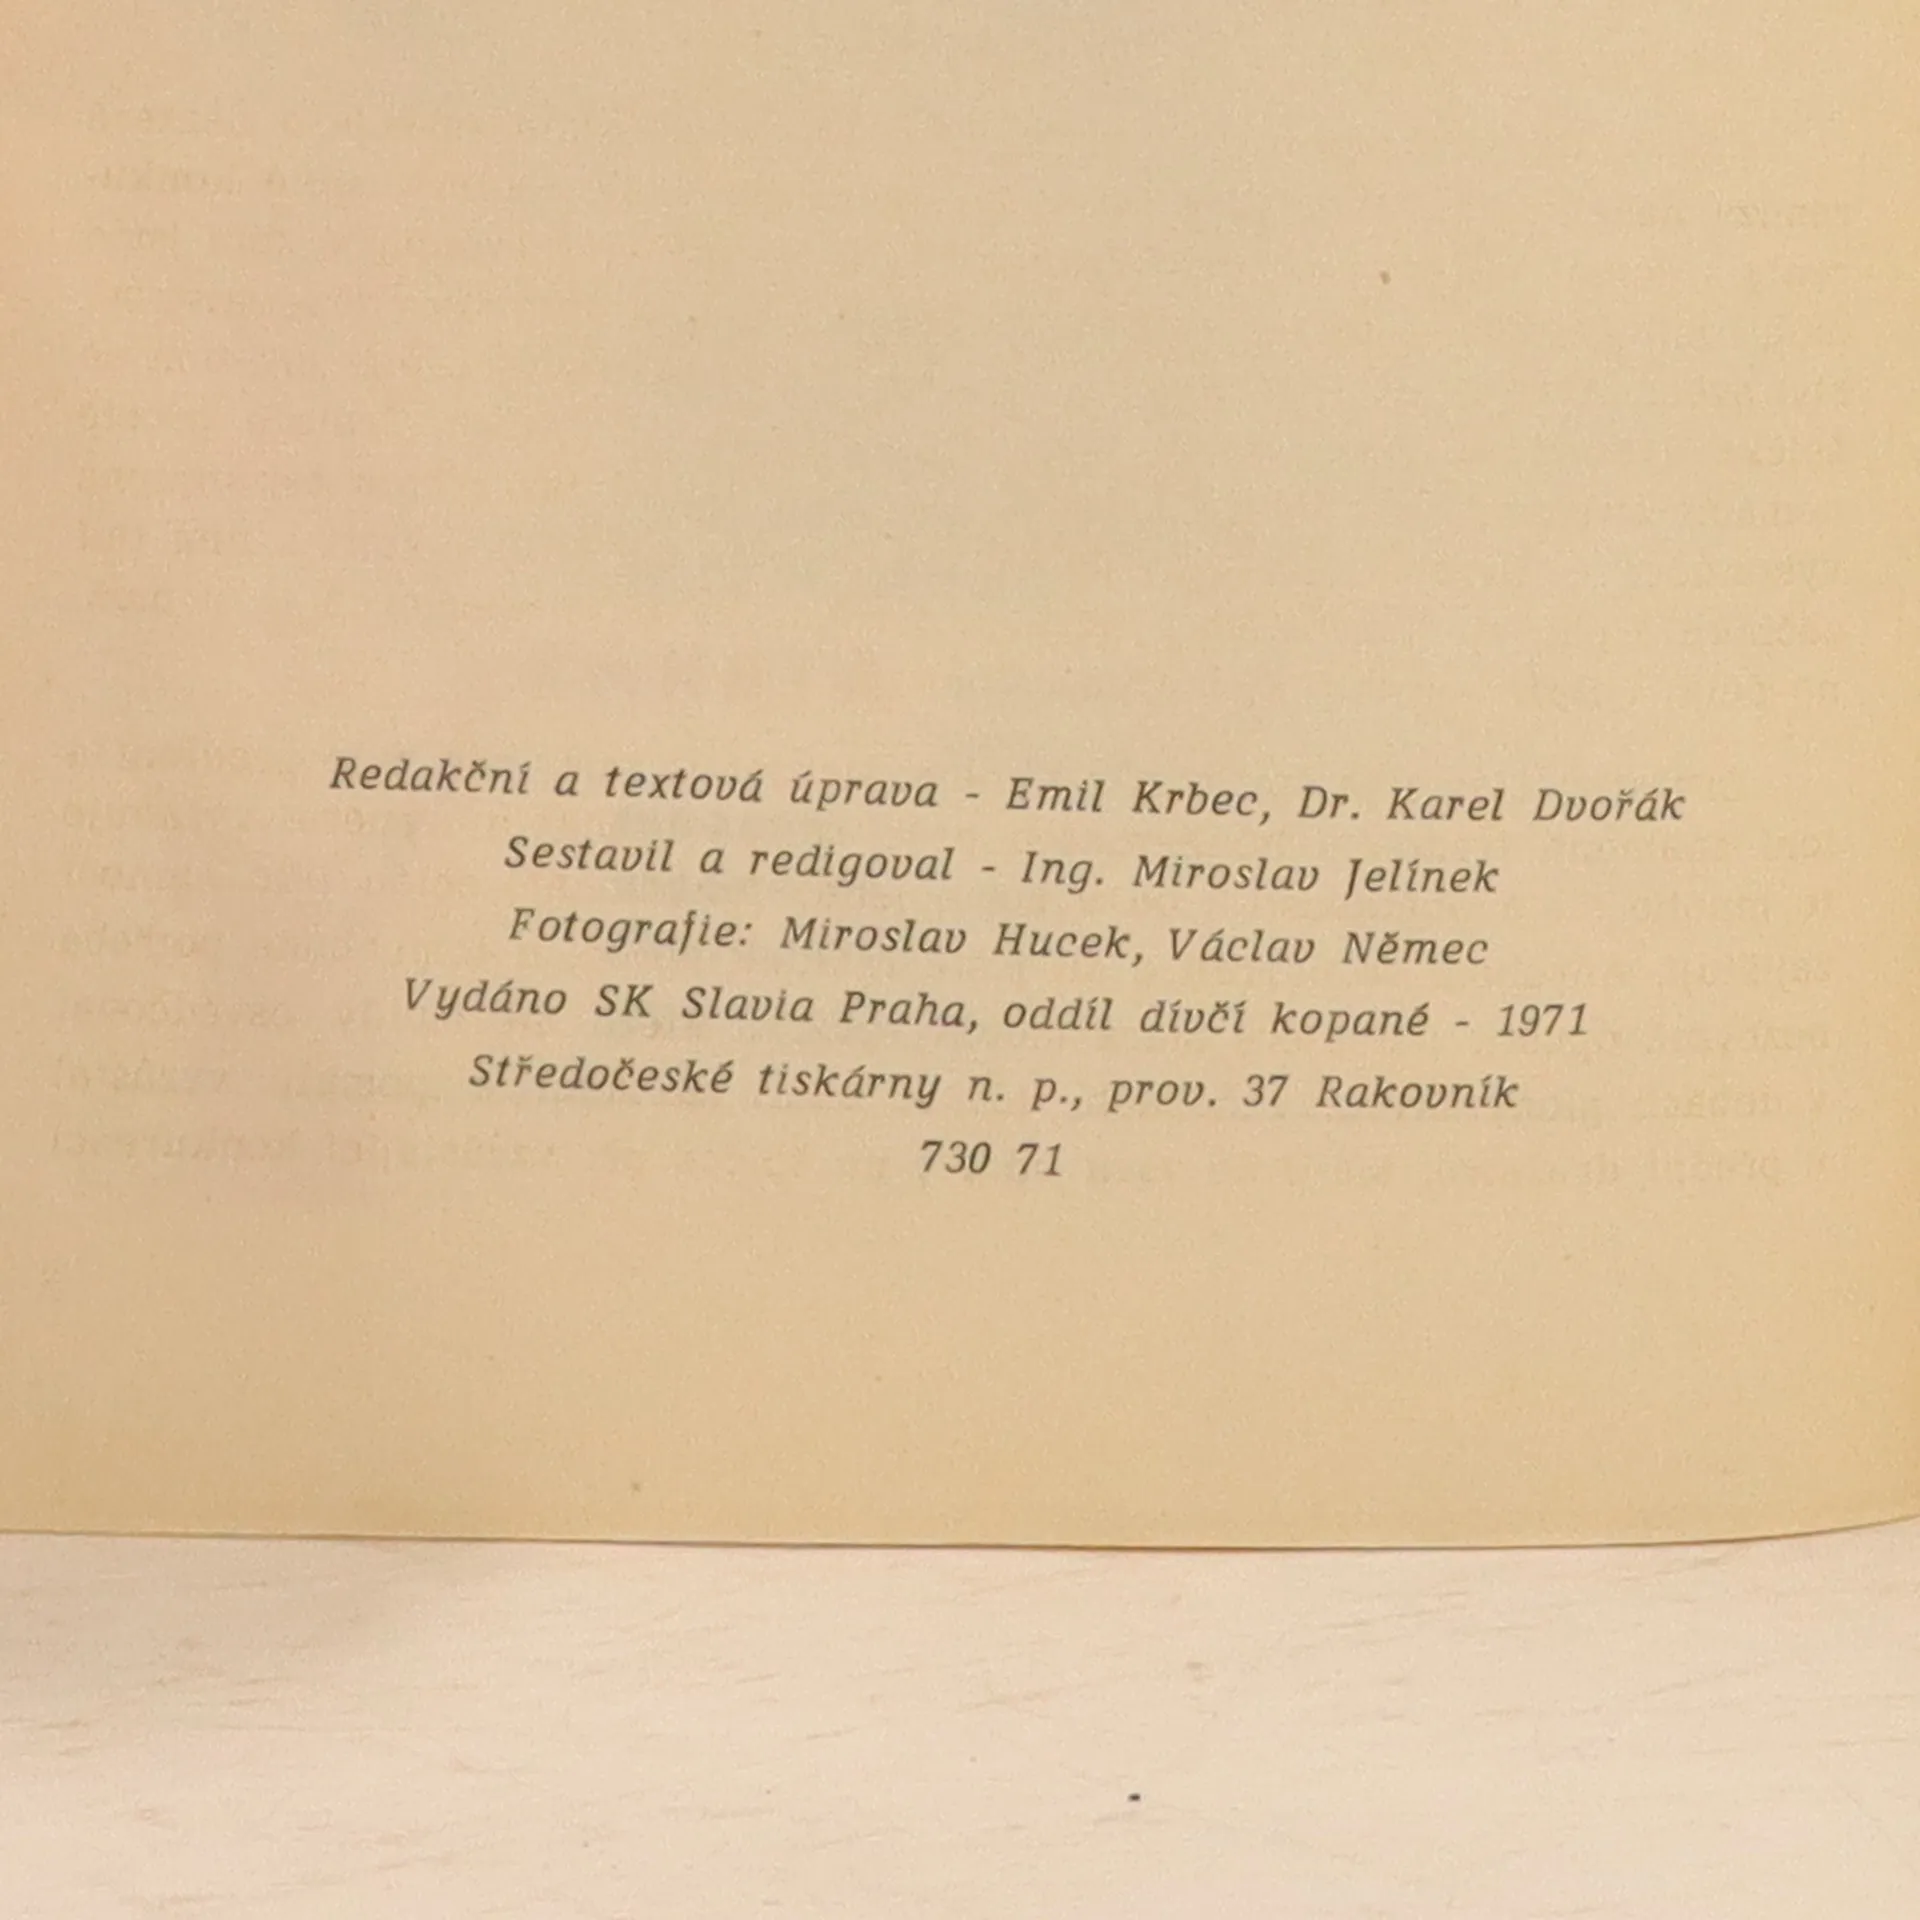 Redakční a textová úprava - Emil Krbec, Dr. Karel Dvořák
Sestavil a redigoval - Ing. Miroslav Jelínek
Fotografie: Miroslav Hucek, Václav Němec
Vydáno SK Slavia Praha, oddíl dívčí kopané - 1971
Středočeské tiskárny n. p., prov. 37 Rakovník
730 71